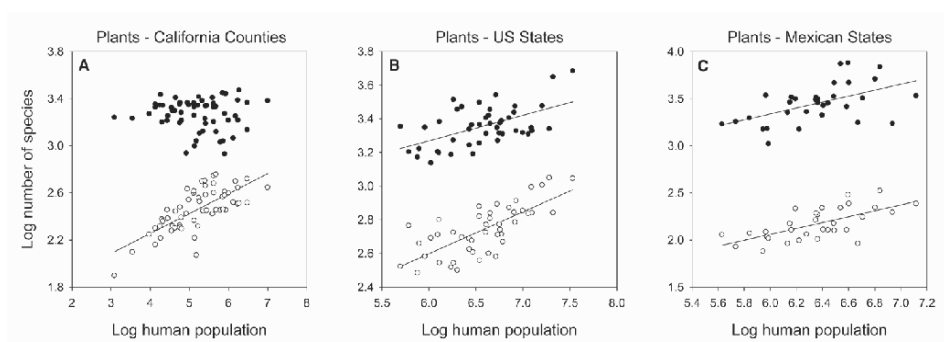 Plants - California Counties
Plants - US States
Plants - Mexican States
A
B
C
Log number of species
3.8
3.4
3.0
2.6
2.2
1.8
2 3 4 5 6 7 8
3.8
3.6
3.4
3.2
3.0
2.8
2.6
2.4
5.5 6.0 6.5 7.0 7.5 8.0
4.0
3.5
3.0
2.5
2.0
1.5
5.4 5.6 5.8 6.0 6.2 6.4 6.6 6.8 7.0 7.2
Log human population
Log human population
Log human population